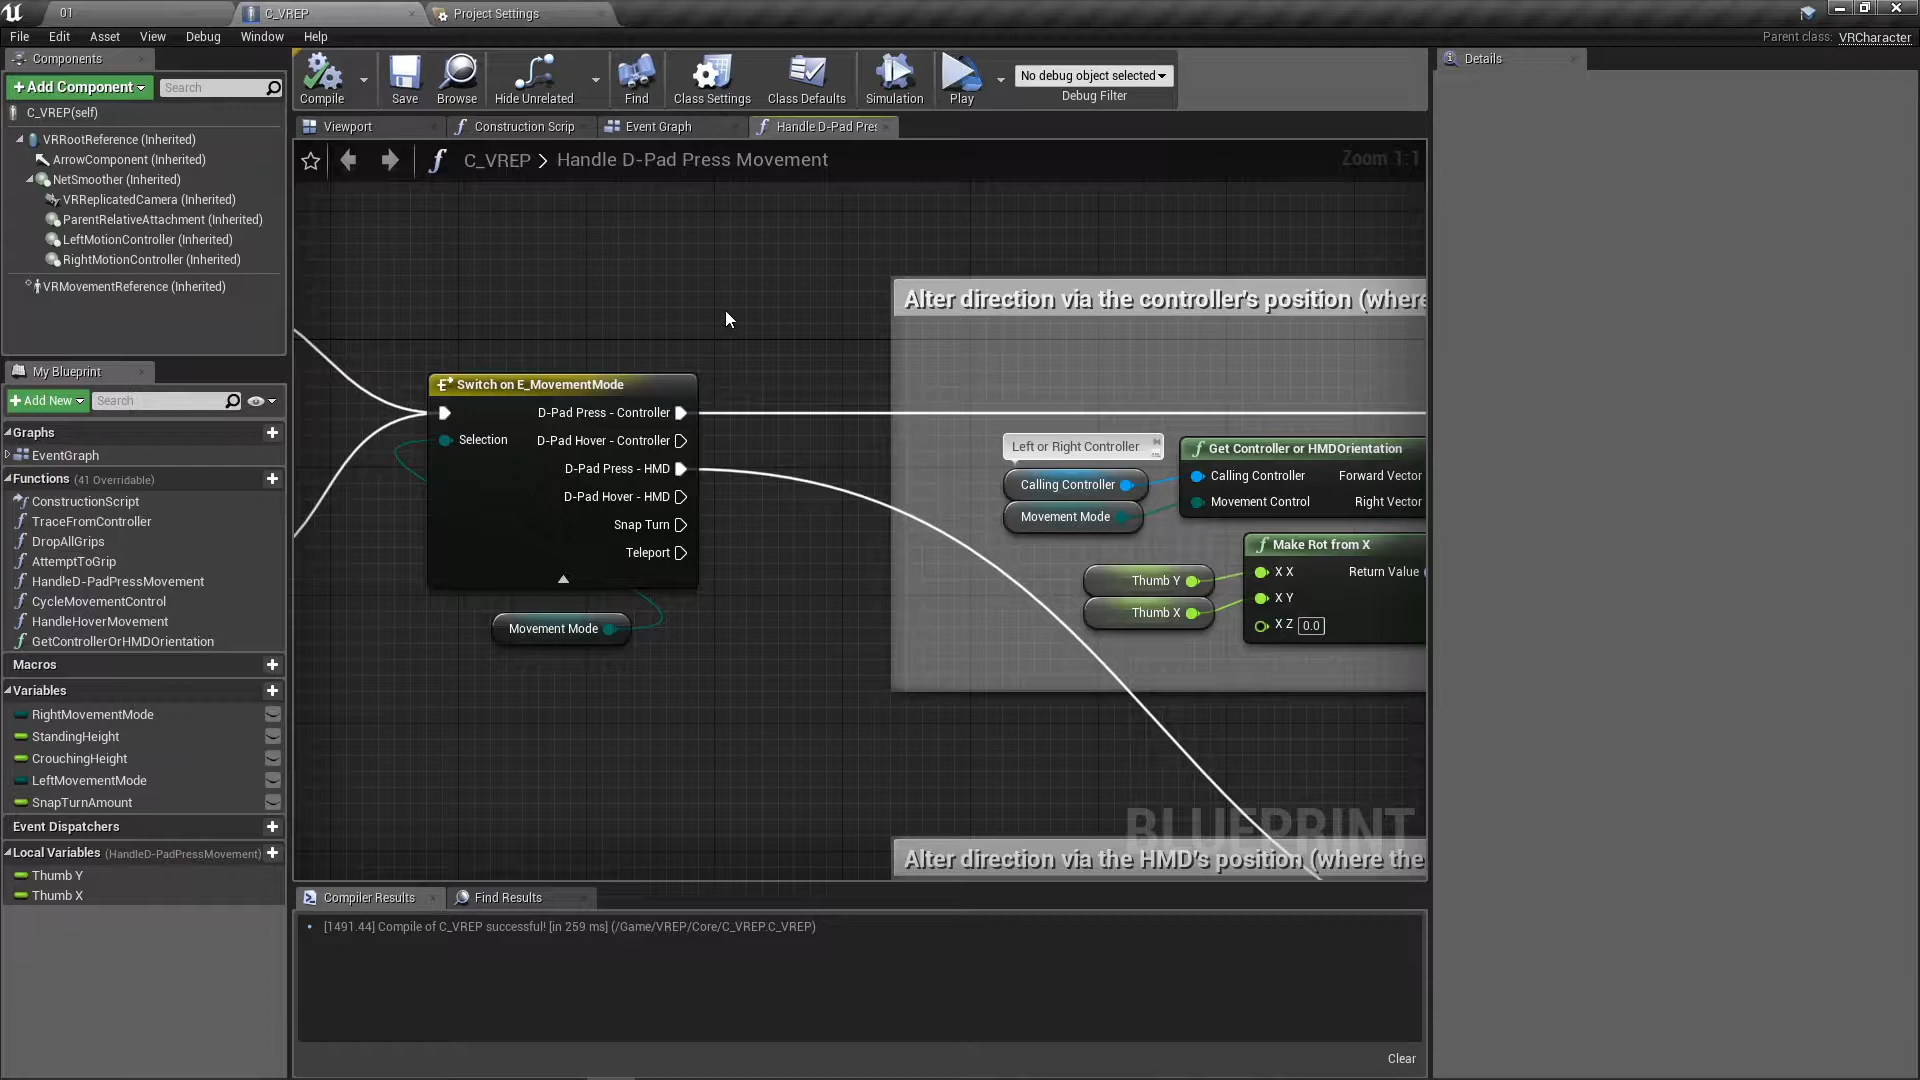 01
C_VREP
Project Settings
File Edit Asset View Debug Window Help
Parent class: VRCharacter
Components
+Add Component
Search
C_VREP(self)
VRRootReference (Inherited)
ArrowComponent (Inherited)
NetSmoother (Inherited)
VRReplicatedCamera (Inherited)
ParentRelativeAttachment (Inherited)
LeftMotionController (Inherited)
RightMotionController (Inherited)
VRMovementReference (Inherited)
My Blueprint
+Add New
Search
Graphs
EventGraph
Functions (41 Overridable)
ConstructionScript
TraceFromController
DropAllGrips
AttemptToGrip
HandleD-PadPressMovement
CycleMovementControl
HandleHoverMovement
GetControllerOrHMDOrientation
Macros
Variables
RightMovementMode
StandingHeight
CrouchingHeight
LeftMovementMode
SnapTurnAmount
Event Dispatchers
Local Variables (HandleD-PadPressMovement)
Thumb Y
Thumb X
Compile
Save
Browse
Hide Unrelated
Find
Class Settings
Class Defaults
Simulation
Play
No debug object selected
Debug Filter
Viewport
Construction Scrip
Event Graph
Handle D-Pad Pres
C_VREP > Handle D-Pad Press Movement
Zoom 1:1
Switch on E_MovementMode
D-Pad Press - Controller
Selection
D-Pad Hover - Controller
D-Pad Press - HMD
D-Pad Hover - HMD
Snap Turn
Teleport
Movement Mode
Alter direction via the controller's position (where
Left or Right Controller
Calling Controller
Movement Mode
Get Controller or HMDOrientation
Calling Controller
Forward Vector
Movement Control
Right Vector
Thumb Y
Thumb X
Make Rot from X
X X
Return Value
X Y
X Z 0.0
BLUEPRINT
Alter direction via the HMD's position (where the
Compiler Results
Find Results
[1491.44] Compile of C_VREP successful! [in 259 ms] (/Game/VREP/Core/C_VREP.C_VREP)
Clear
Details